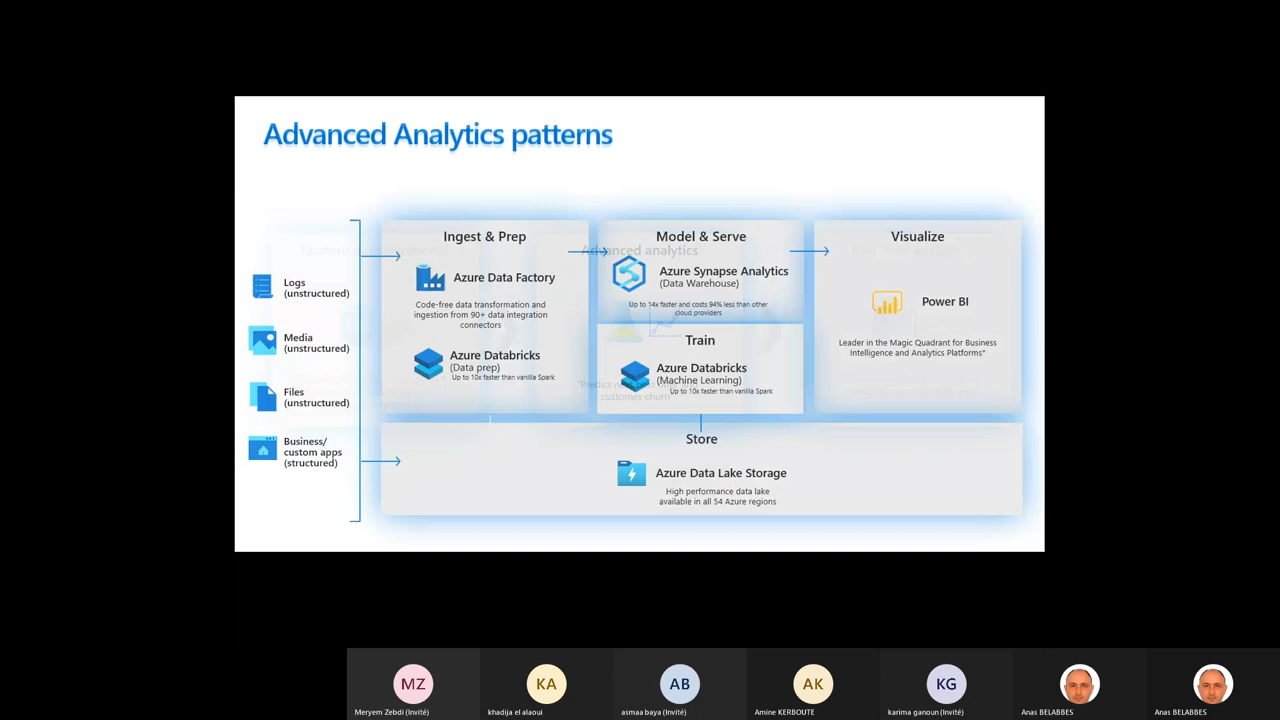 Advanced Analytics patterns
Logs
(unstructured)
Media
(unstructured)
Files
(unstructured)
Business/
custom apps
(structured)
Ingest & Prep
Azure Data Factory
Code-free data transformation and
ingestion from 90+ data integration
connectors
Azure Databricks
(Data prep)
Up to 10x faster than vanilla Spark
Model & Serve
Advanced analytics
Azure Synapse Analytics
(Data Warehouse)
Up to 14x faster and costs 94% less than other
cloud providers
Train
Azure Databricks
(Machine Learning)
Up to 10x faster than vanilla Spark
"Predict
customer churn
Visualize
Power BI
Leader in the Magic Quadrant for Business
Intelligence and Analytics Platforms*
Store
Azure Data Lake Storage
High performance data lake
available in all 54 Azure regions
MZ
Meryem Zebdi (Invité)
KA
khadija el alaoui
AB
asmaa baya (Invité)
AK
Amine KERBOUTE
KG
karima ganoun (Invité)
Anas BELABBES
Anas BELABBES